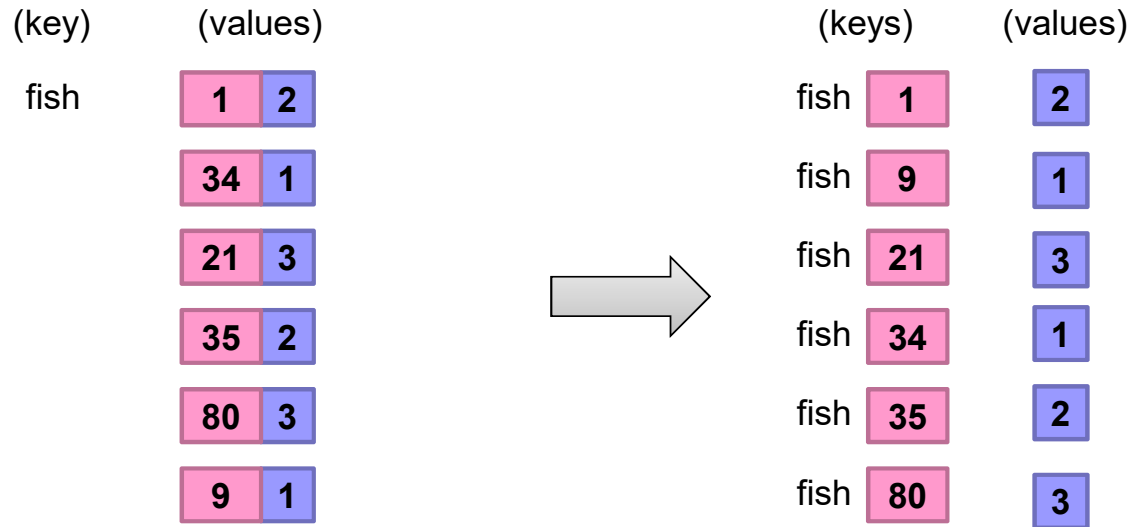 (key) (values) (keys) (values)
fish 1 2 fish 1 2
34 1 fish 9 1
21 3 fish 21 3
35 2 fish 34 1
80 3 fish 35 2
9 1 fish 80 3